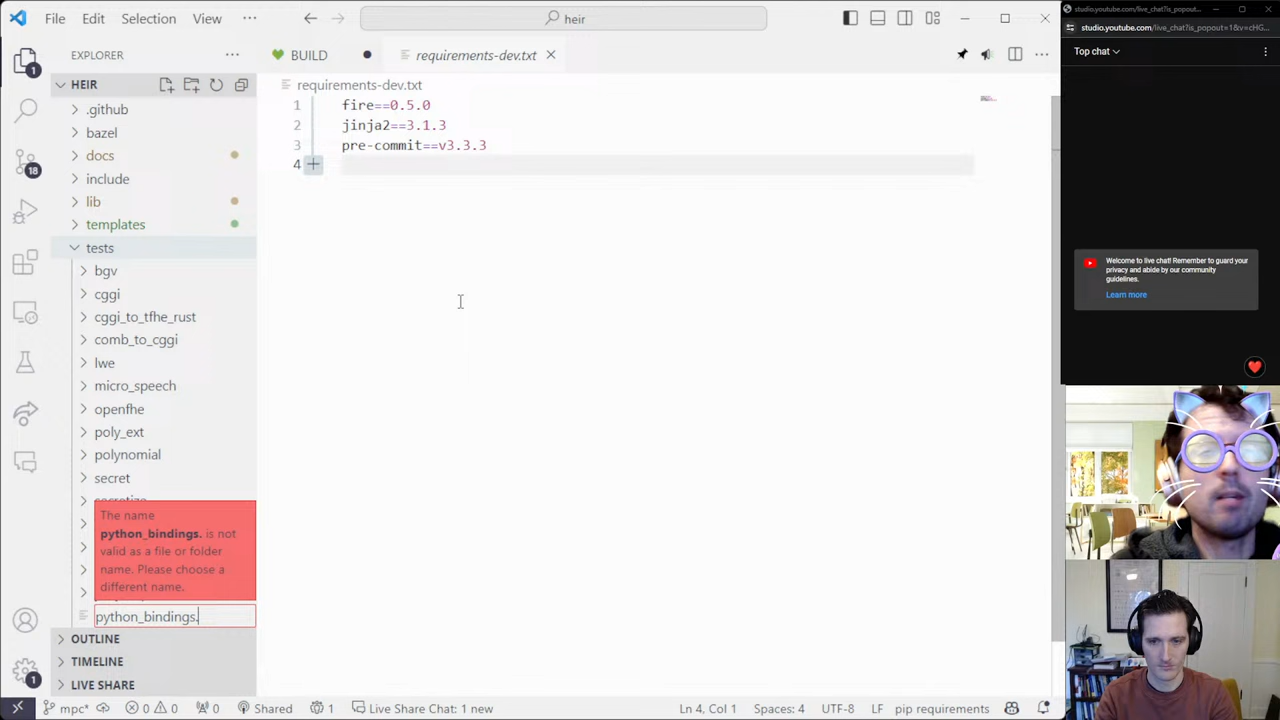 File Edit Selection View
heir
EXPLORER
BUILD
requirements-dev.txt
HEIR
requirements-dev.txt
.github
bazel
docs
include
lib
templates
tests
bgv
cggi
cggi_to_tfhe_rust
comb_to_cggi
lwe
micro_speech
openfhe
poly_ext
polynomial
secret
The name
python_bindings. is not
valid as a file or folder
name. Please choose a
different name.
python_bindings.
OUTLINE
TIMELINE
LIVE SHARE
1 fire==0.5.0
2 jinja2==3.1.3
3 pre-commit==v3.3.3
4
1
18
1
mpc* 0 0 0 Shared 1 Live Share Chat: 1 new Ln 4, Col 1 Spaces: 4 UTF-8 LF pip requirements
studio.youtube.com/live_chat?is_popout=1&v=cHG
Top chat
Welcome to live chat! Remember to guard your
privacy and abide by our community
guidelines.
Learn more